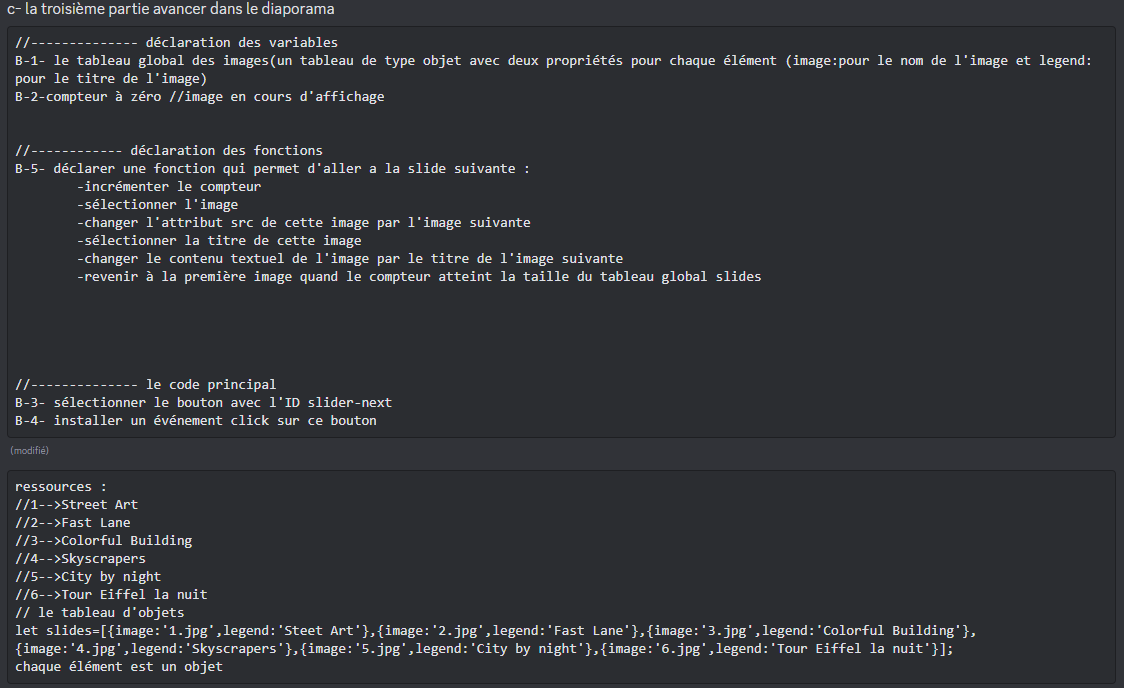 c- la troisième partie avancer dans le diaporama
//-------------- déclaration des variables
B-1- le tableau global des images(un tableau de type objet avec deux propriétés pour chaque élément (image:pour le nom de l'image et legend:
pour le titre de l'image)
B-2-compteur à zéro //image en cours d'affichage
//------------ déclaration des fonctions
B-5- déclarer une fonction qui permet d'aller a la slide suivante :
-incrémenter le compteur
-sélectionner l'image
-changer l'attribut src de cette image par l'image suivante
-sélectionner la titre de cette image
-changer le contenu textuel de l'image par le titre de l'image suivante
-revenir à la première image quand le compteur atteint la taille du tableau global slides
//-------------- le code principal
B-3- sélectionner le bouton avec l'ID slider-next
B-4- installer un événement click sur ce bouton
(modifié)
ressources :
//1-->Street Art
//2-->Fast Lane
//3-->Colorful Building
//4-->Skyscrapers
//5-->City by night
//6-->Tour Eiffel la nuit
// le tableau d'objets
let slides=[{image:'1.jpg',legend:'Steet Art'},{image:'2.jpg',legend:'Fast Lane'},{image:'3.jpg',legend:'Colorful Building'},
{image:'4.jpg',legend:'Skyscrapers'},{image:'5.jpg',legend:'City by night'},{image:'6.jpg',legend:'Tour Eiffel la nuit'}];
chaque élément est un objet